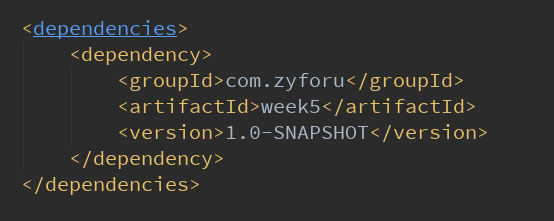 <dependencies>
<dependency>
<groupId>com.zyforu</groupId>
<artifactId>week5</artifactId>
<version>1.0-SNAPSHOT</version>
</dependency>
</dependencies>